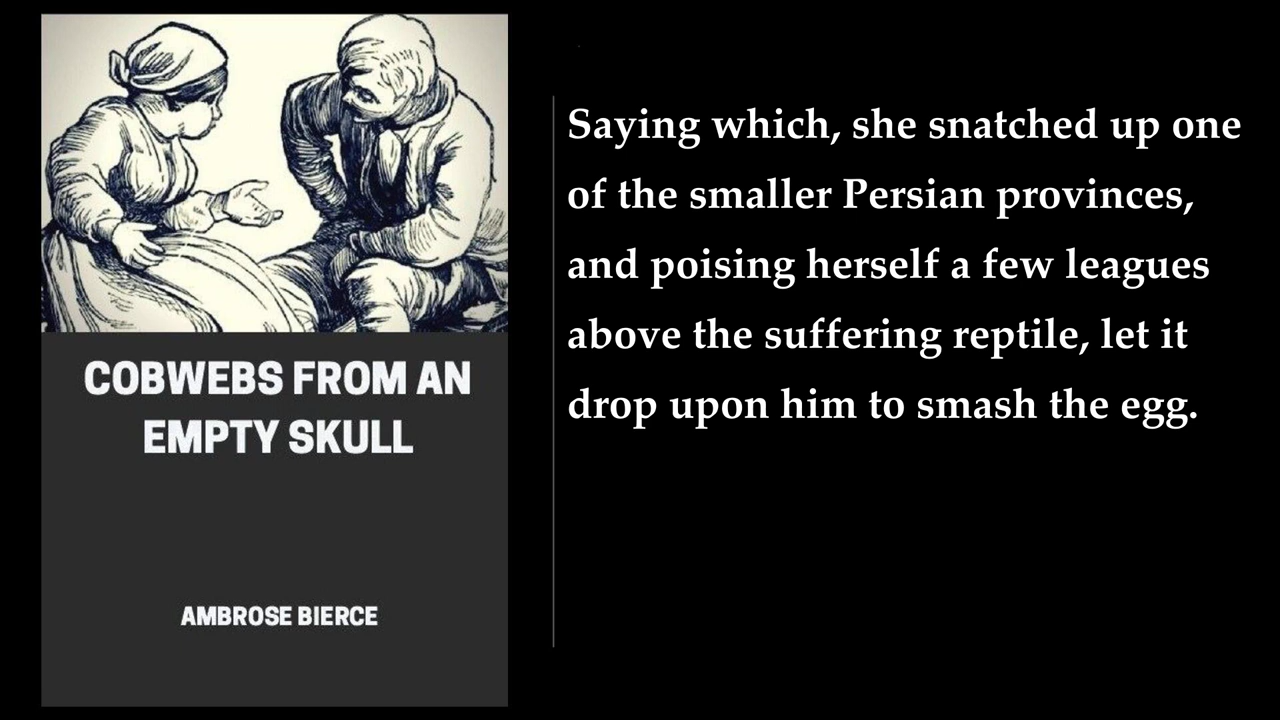 COBWEBS FROM AN
EMPTY SKULL
AMBROSE BIERCE
Saying which, she snatched up one
of the smaller Persian provinces,
and poising herself a few leagues
above the suffering reptile, let it
drop upon him to smash the egg.